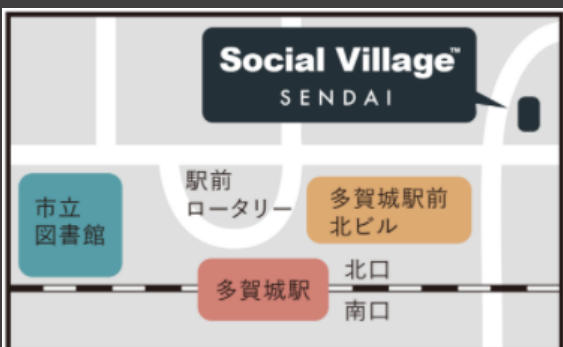 Social Village™
SENDAI
駅前
ロータリー
多賀城駅前
北ビル
市立
図書館
多賀城駅
北口
南口